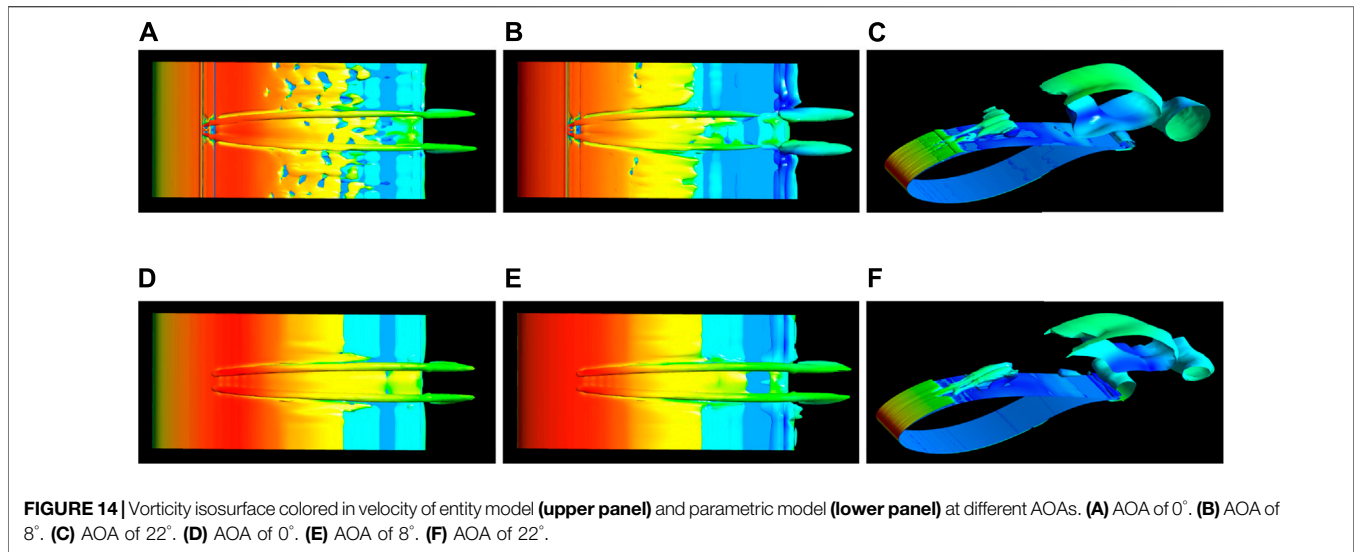 A
B
C
D
E
F
FIGURE 14 | Vorticity isosurface colored in velocity of entity model (upper panel) and parametric model (lower panel) at different AOAs. (A) AOA of 0°. (B) AOA of
8°. (C) AOA of 22°. (D) AOA of 0°. (E) AOA of 8°. (F) AOA of 22°.